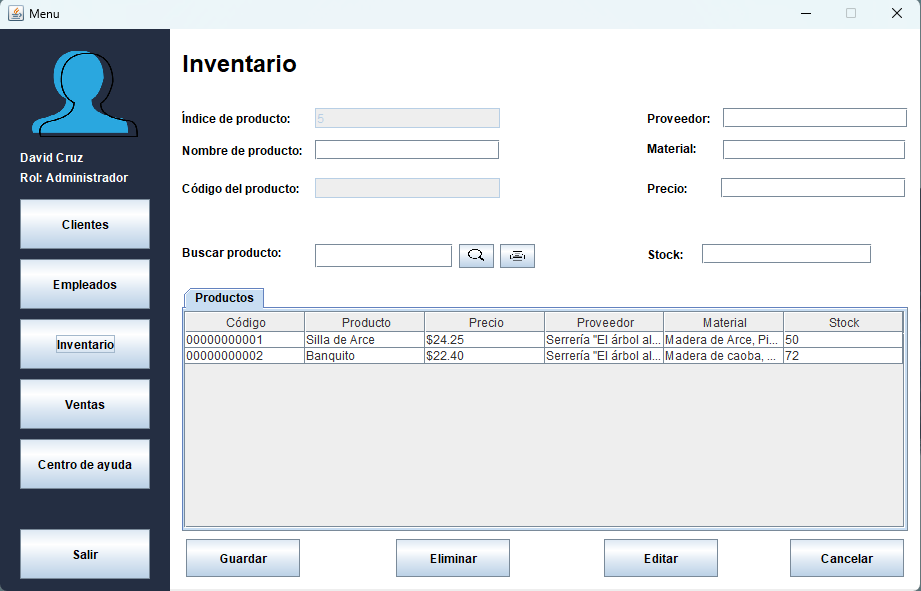 Menu
David Cruz
Rol: Administrador
Clientes
Empleados
Inventario
Ventas
Centro de ayuda
Salir
Inventario
Índice de producto: 5
Proveedor:
Nombre de producto:
Material:
Código del producto:
Precio:
Buscar producto:
Stock:
Productos
Código Producto Precio Proveedor Material Stock
00000000001 Silla de Arce $24.25 Serrería "El árbol al... Madera de Arce, Pi... 50
00000000002 Banquito $22.40 Serrería "El árbol al... Madera de caoba, ... 72
Guardar Eliminar Editar Cancelar